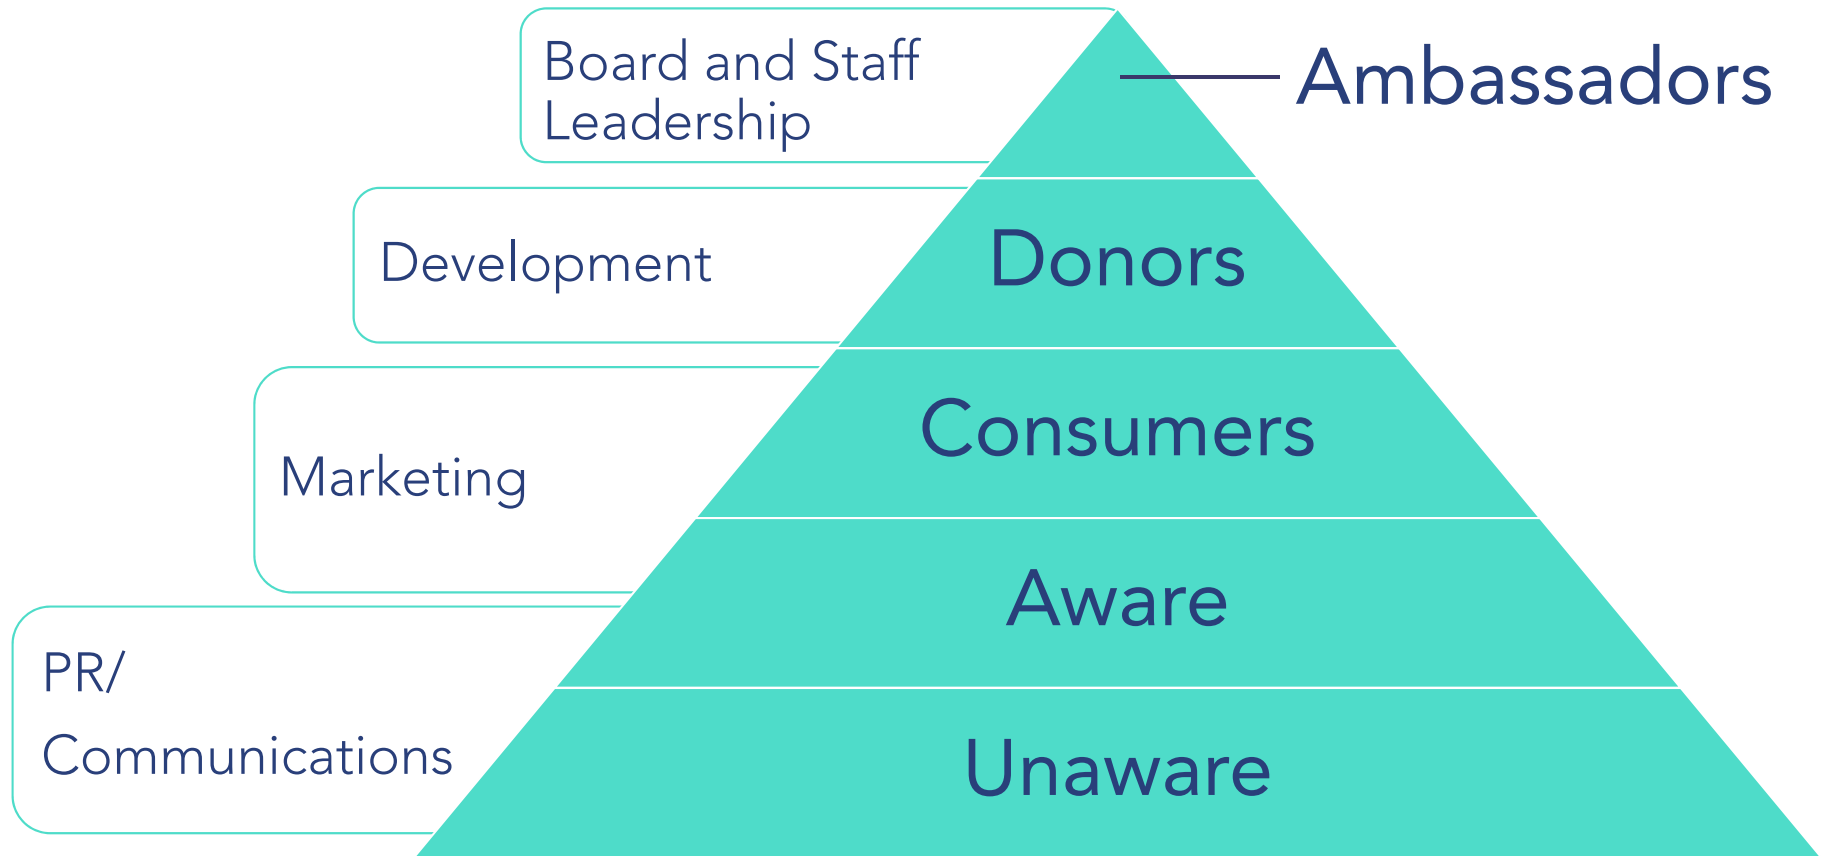 Board and Staff
Leadership
Ambassadors
Development
Donors
Marketing
Consumers
Aware
PR/
Communications
Unaware